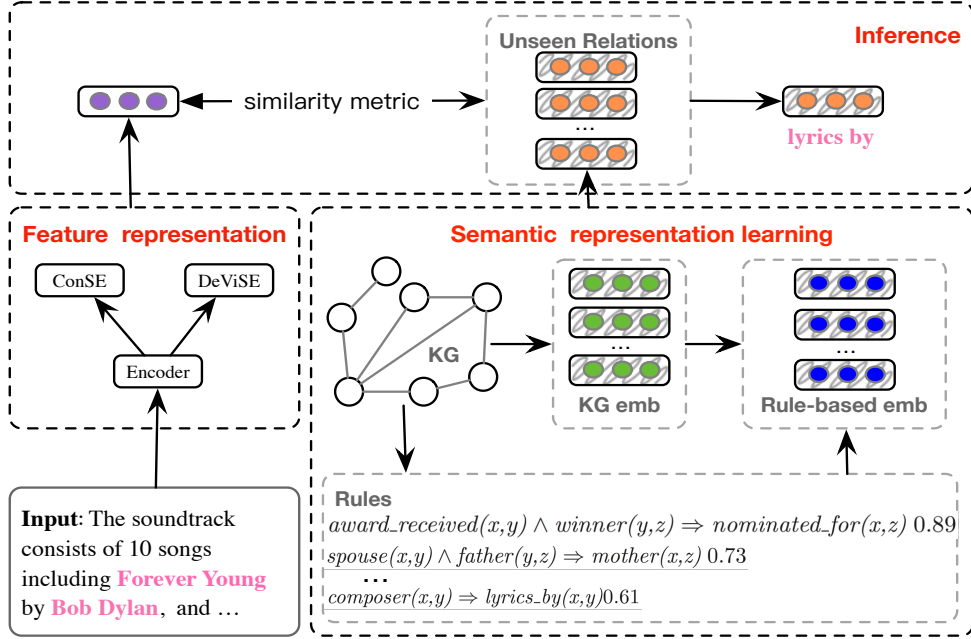 Unseen Relations
Inference
similarity metric
...
lyrics by
Feature representation
ConSE
DeViSE
Encoder
Input: The soundtrack
consists of 10 songs
including Forever Young
by Bob Dylan, and ...
Semantic representation learning
KG
...
KG emb
...
Rule-based emb
Rules
award_received(x,y) ∧ winner(y,z) ⇒ nominated_for(x,z) 0.89
spouse(x,y) ∧ father(y,z) ⇒ mother(x,z) 0.73
...
composer(x,y) ⇒ lyrics_by(x,y)0.61